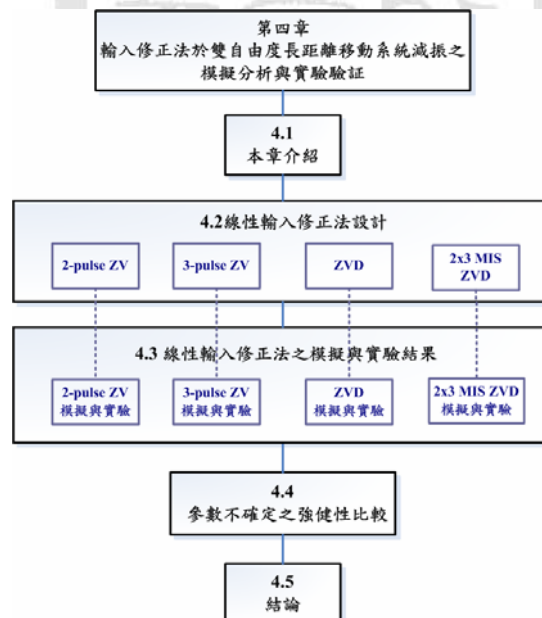 第四章
輸入修正法於雙自由度長距離移動系統減振之
模擬分析與實驗驗証
4.1
本章介紹
4.2線性輸入修正法設計
2-pulse ZV
3-pulse ZV
ZVD
2x3 MIS
ZVD
4.3 線性輸入修正法之模擬與實驗結果
2-pulse ZV
模擬與實驗
3-pulse ZV
模擬與實驗
ZVD
模擬與實驗
2x3 MIS ZVD
模擬與實驗
4.4
參數不確定之強健性比較
4.5
結論